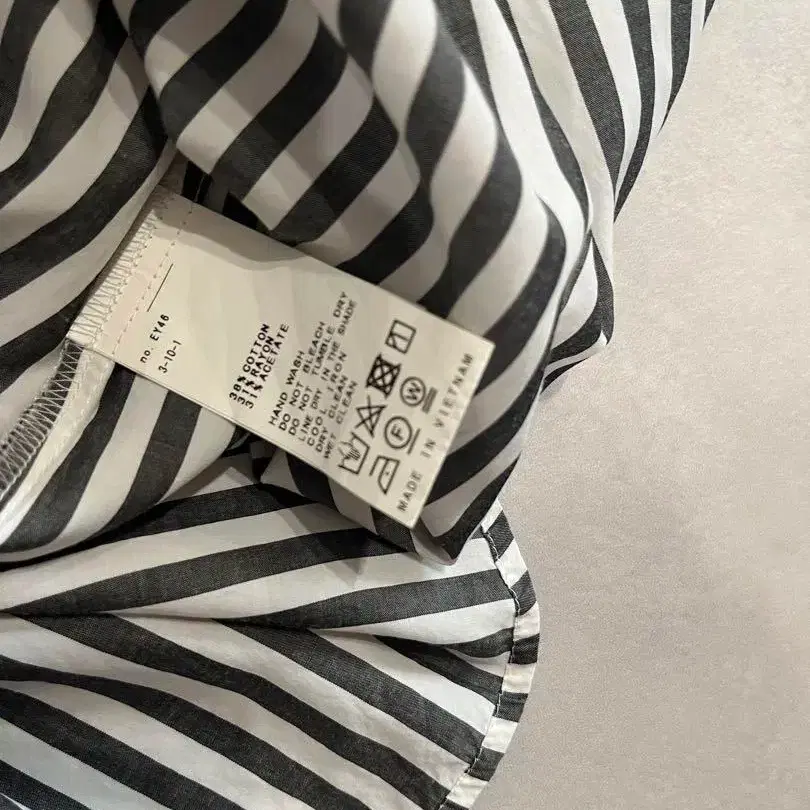 no. EY46
3-10-1
38% COTTON
31% RAYON
31% ACETATE
HAND WASH
DO NOT BLEACH
DO NOT TUMBLE DRY
LINE DRY IN THE SHADE
COOL IRON
DRY CLEAN
WET CLEAN
F W
MADE IN VIETNAM